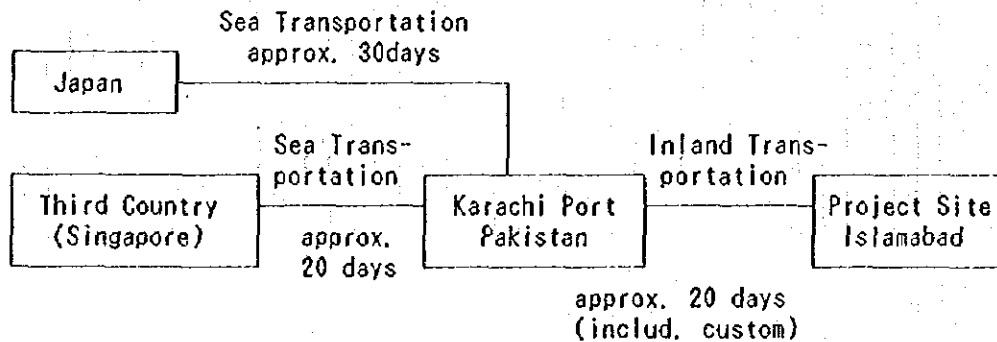 Sea Transportation
approx. 30days
Japan
Sea Trans-
portation
Inland Trans-
portation
Third Country
(Singapore)
Karachi Port
Pakistan
Project Site
Islamabad
approx.
20 days
approx. 20 days
(includ. custom)